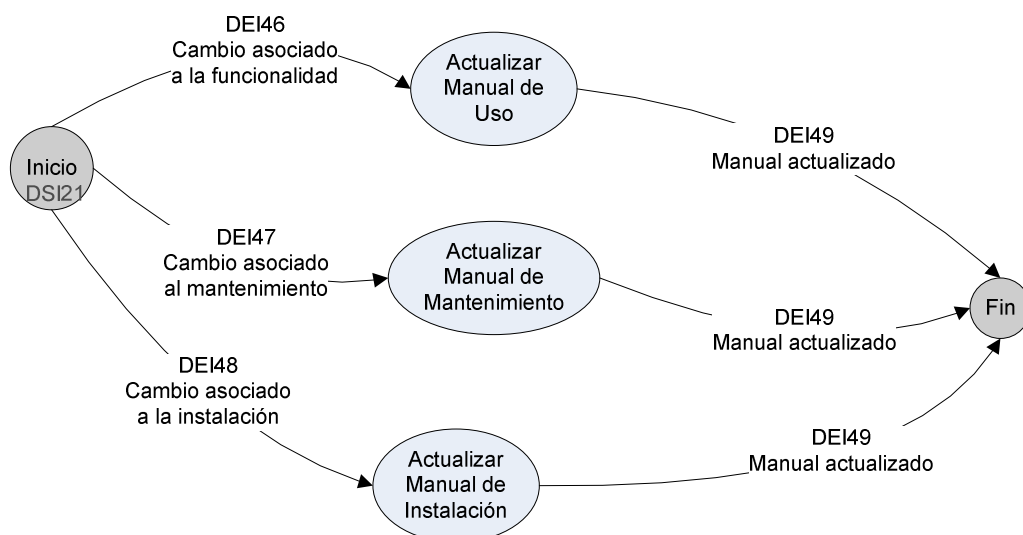 DEI46
Cambio asociado
a la funcionalidad
Actualizar
Manual de
Uso
DEI49
Manual actualizado
Inicio
DSI21
DEI47
Cambio asociado
al mantenimiento
Actualizar
Manual de
Mantenimiento
DEI49
Manual actualizado
Fin
DEI48
Cambio asociado
a la instalación
Actualizar
Manual de
Instalación
DEI49
Manual actualizado